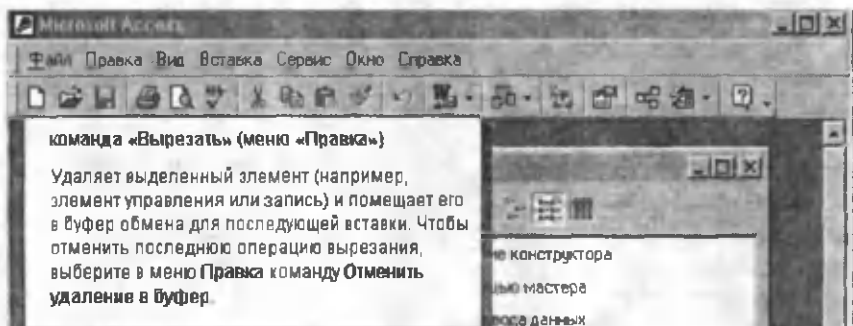 Microsoft Access
Файл Правка Вид Вставка Сервис Окно Справка
команда «Вырезать» (меню «Правка»)
Удаляет выделенный элемент (например,
элемент управления или запись) и помещает его
в буфер обмена для последующей вставки. Чтобы
отменить последнюю операцию вырезания,
выберите в меню Правка команду Отменить
удаление в буфер.
конструктора
мастера
данных